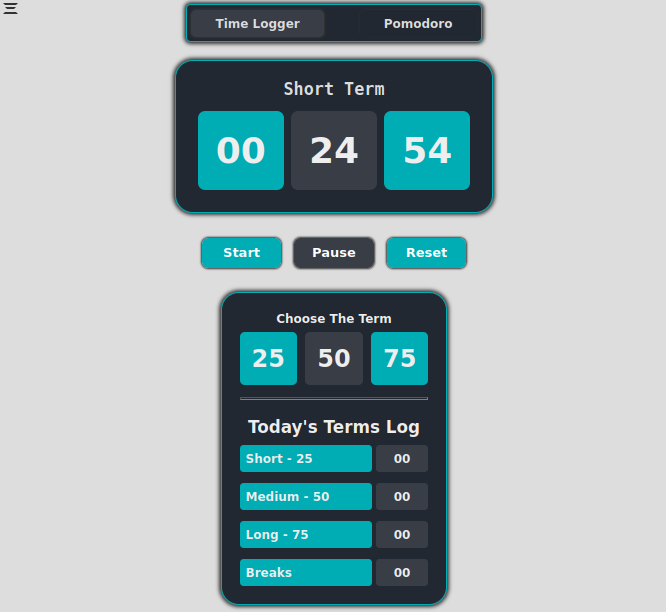 Time Logger Pomodoro
Short Term
00 24 54
Start Pause Reset
Choose The Term
25 50 75
Today's Terms Log
Short - 25 00
Medium - 50 00
Long - 75 00
Breaks 00